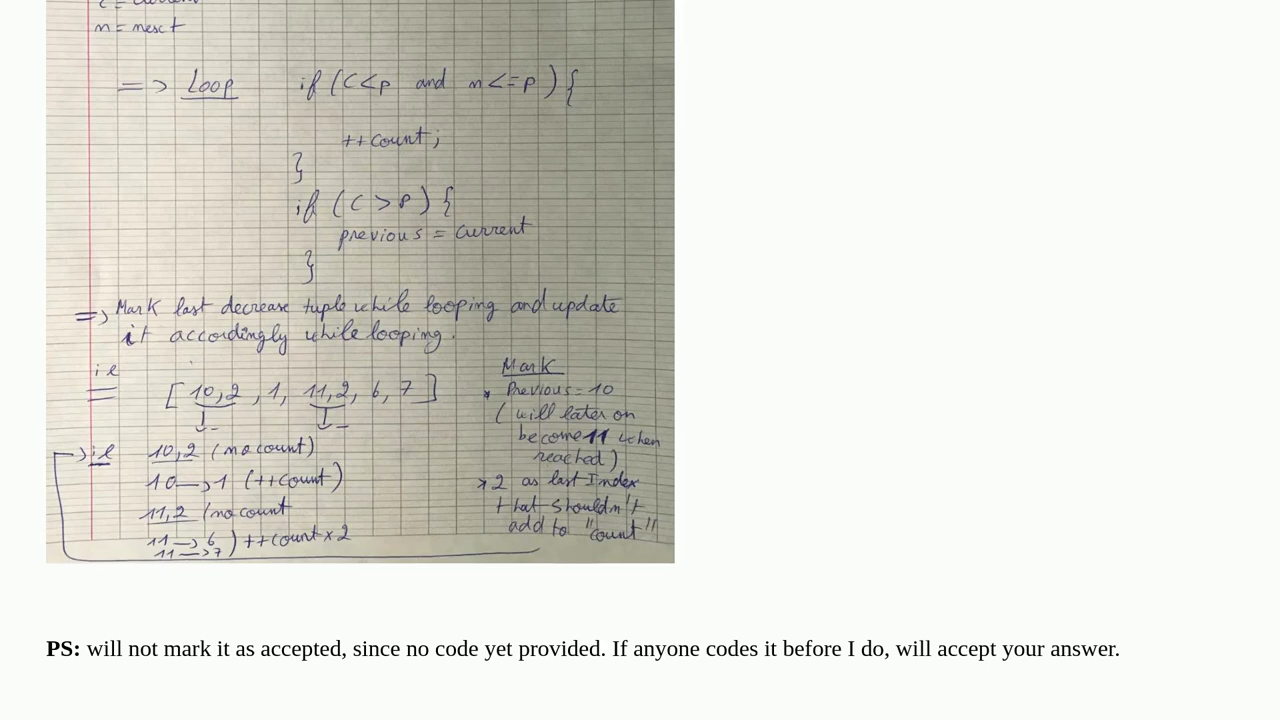 n = next
=> Loop if (C<p and n<=p) {
++count;
}
if (C>P) {
previous = current
}
=> Mark last decrease tuple while looping and update
it accordingly while looping.
ie
[10,2, 1, 11,2, 6, 7]
ie 10,2 (no count)
10->1 (++count)
11,2 (no count
11->6
11->7 ) ++count x 2
Mark
* Previous = 10
(will later on
become 11 when
reached)
* 2 as last Index
that shouldn't
add to "count"
PS: will not mark it as accepted, since no code yet provided. If anyone codes it before I do, will accept your answer.